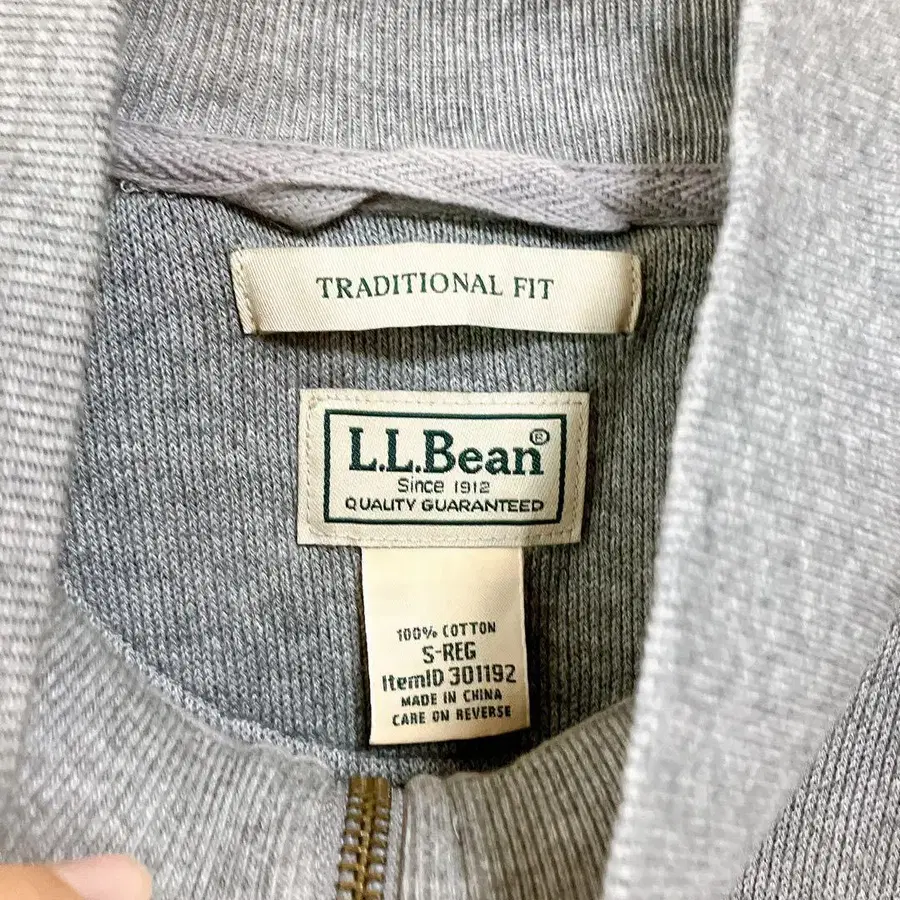 TRADITIONAL FIT
L.L.Bean®
Since 1912
QUALITY GUARANTEED
100% COTTON
S-REG
ItemID 301192
MADE IN CHINA
CARE ON REVERSE